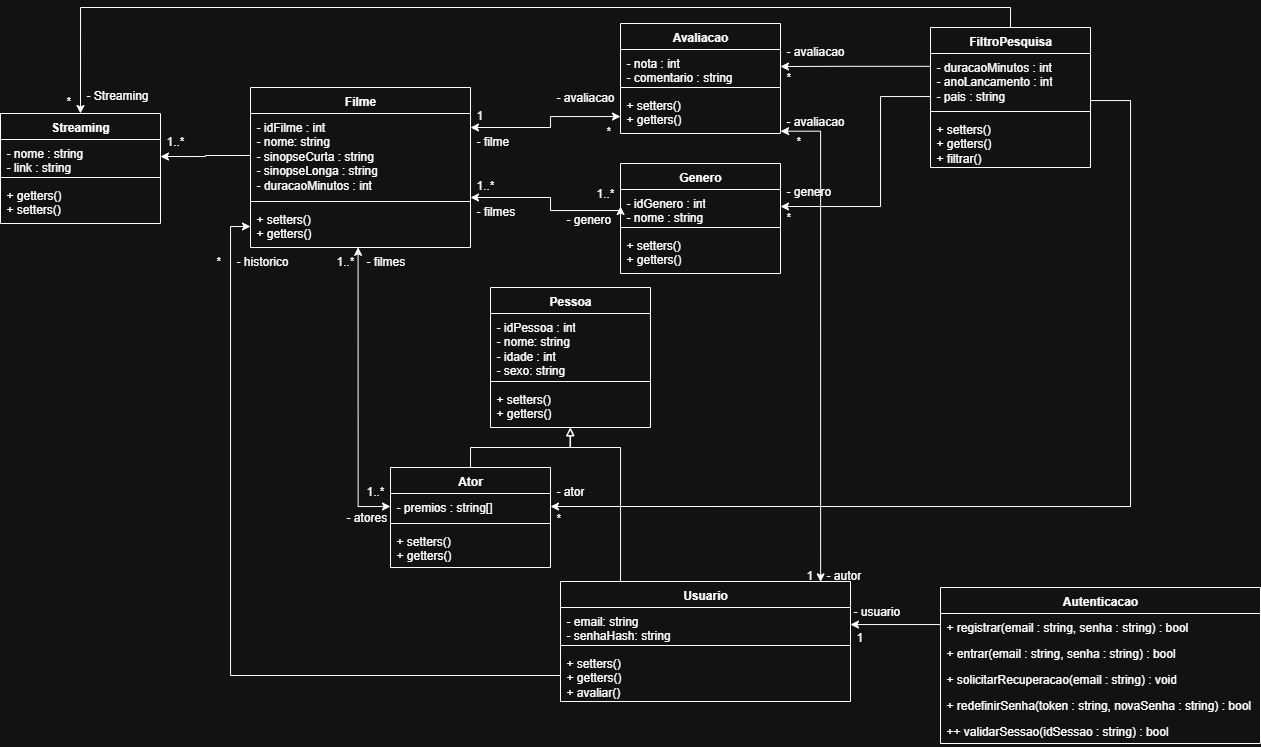 Streaming
- nome : string
- link : string
+ getters()
+ setters()
*
- Streaming
1..*
Filme
- idFilme : int
- nome: string
- sinopseCurta : string
- sinopseLonga : string
- duracaoMinutos : int
+ setters()
+ getters()
1
- filme
- avaliacao
*
1..*
- filmes
1..*
- genero
*
- historico
1..*
- filmes
Avaliacao
- nota : int
- comentario : string
+ setters()
+ getters()
- avaliacao
*
- avaliacao
*
Genero
- idGenero : int
- nome : string
+ setters()
+ getters()
- genero
*
FiltroPesquisa
- duracaoMinutos : int
- anoLancamento : int
- pais : string
+ setters()
+ getters()
+ filtrar()
Pessoa
- idPessoa : int
- nome: string
- idade : int
- sexo: string
+ setters()
+ getters()
Ator
- premios : string[]
+ setters()
+ getters()
1..*
- atores
- ator
*
1
- autor
Usuario
- email: string
- senhaHash: string
+ setters()
+ getters()
+ avaliar()
- usuario
1
Autenticacao
+ registrar(email : string, senha : string) : bool
+ entrar(email : string, senha : string) : bool
+ solicitarRecuperacao(email : string) : void
+ redefinirSenha(token : string, novaSenha : string) : bool
++ validarSessao(idSessao : string) : bool